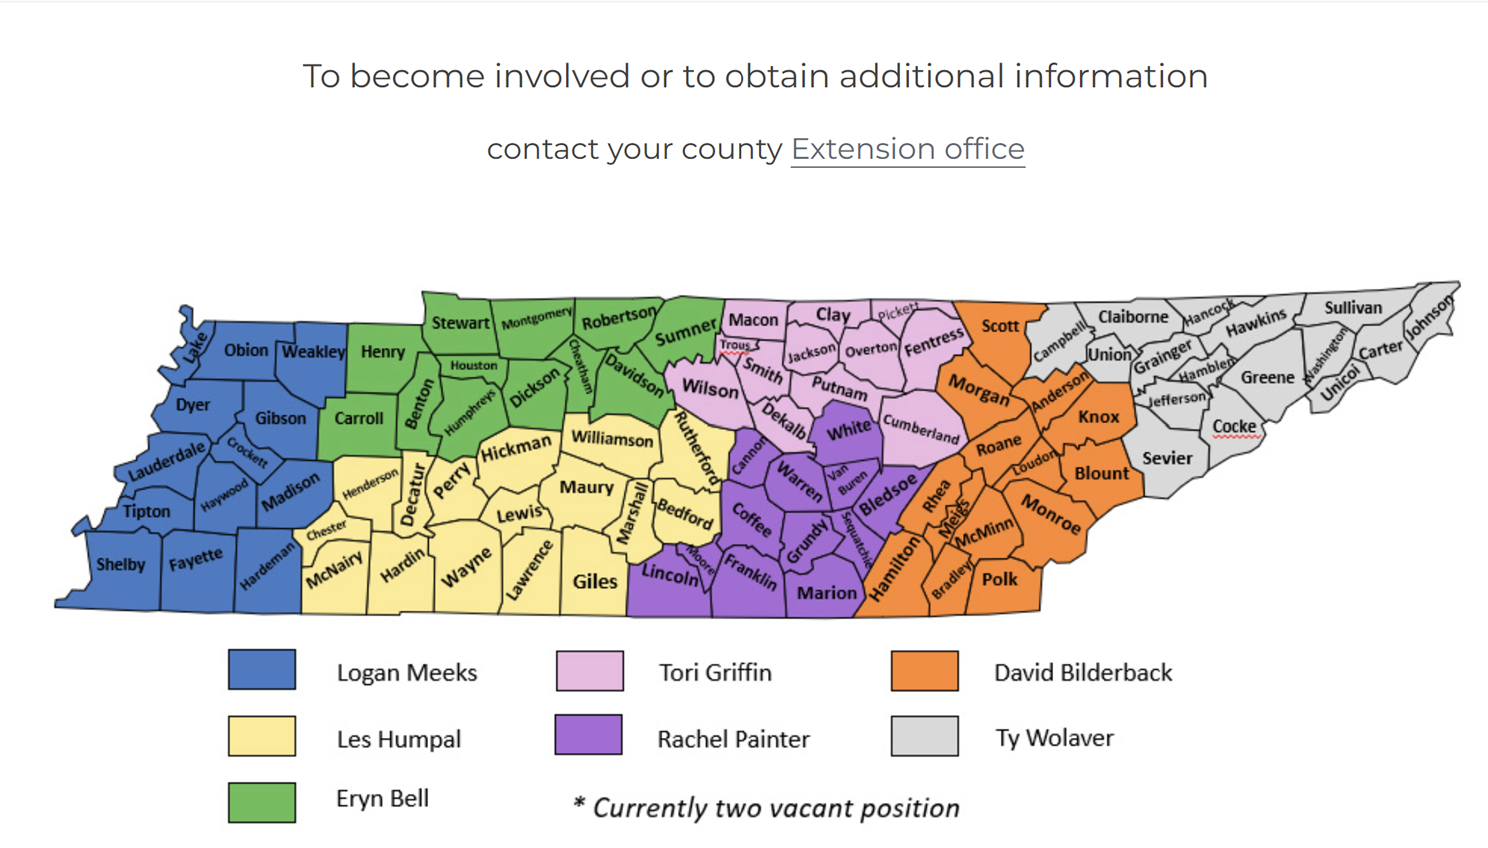 To become involved or to obtain additional information
contact your county Extension office
Lake
Obion
Weakley
Henry
Stewart
Montgomery
Robertson
Sumner
Macon
Trous
Clay
Pickett
Jackson
Overton
Fentress
Scott
Campbell
Claiborne
Hancock
Hawkins
Sullivan
Johnson
Dyer
Gibson
Carroll
Benton
Houston
Humphreys
Dickson
Cheatham
Davidson
Wilson
Smith
Putnam
Dekalb
White
Cumberland
Morgan
Anderson
Union
Grainger
Hamblen
Jefferson
Greene
Washington
Unicoi
Carter
Knox
Cocke
Sevier
Lauderdale
Crockett
Haywood
Madison
Henderson
Decatur
Perry
Hickman
Williamson
Rutherford
Cannon
Warren
Van
Buren
Bledsoe
Rhea
Roane
Loudon
Blount
Tipton
Chester
Lewis
Maury
Marshall
Bedford
Coffee
Grundy
Sequatchie
Meigs
McMinn
Monroe
Shelby
Fayette
Hardeman
McNairy
Hardin
Wayne
Lawrence
Giles
Lincoln
Moore
Franklin
Marion
Hamilton
Bradley
Polk
Logan Meeks
Tori Griffin
David Bilderback
Les Humpal
Rachel Painter
Ty Wolaver
Eryn Bell
* Currently two vacant position